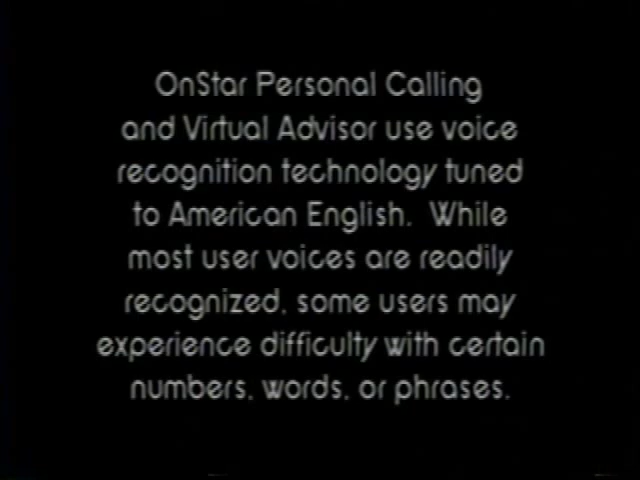 OnStar Personal Calling
and Virtual Advisor use voice
recognition technology tuned
to American English. While
most user voices are readily
recognized, some users may
experience difficulty with certain
numbers, words, or phrases.